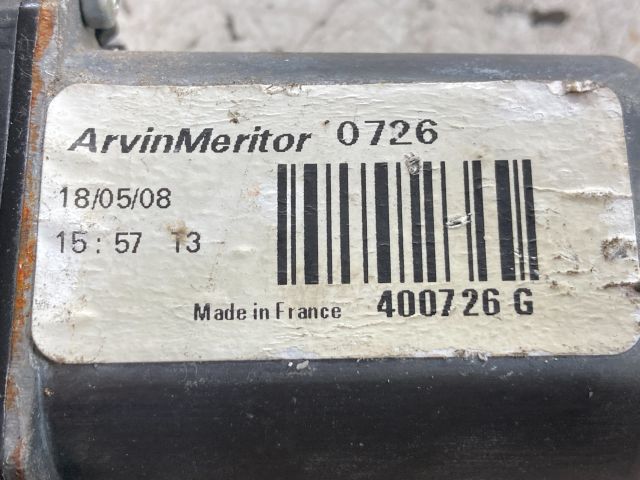 ArvinMeritor 0726
18/05/08
15:57 13
Made in France 400726 G